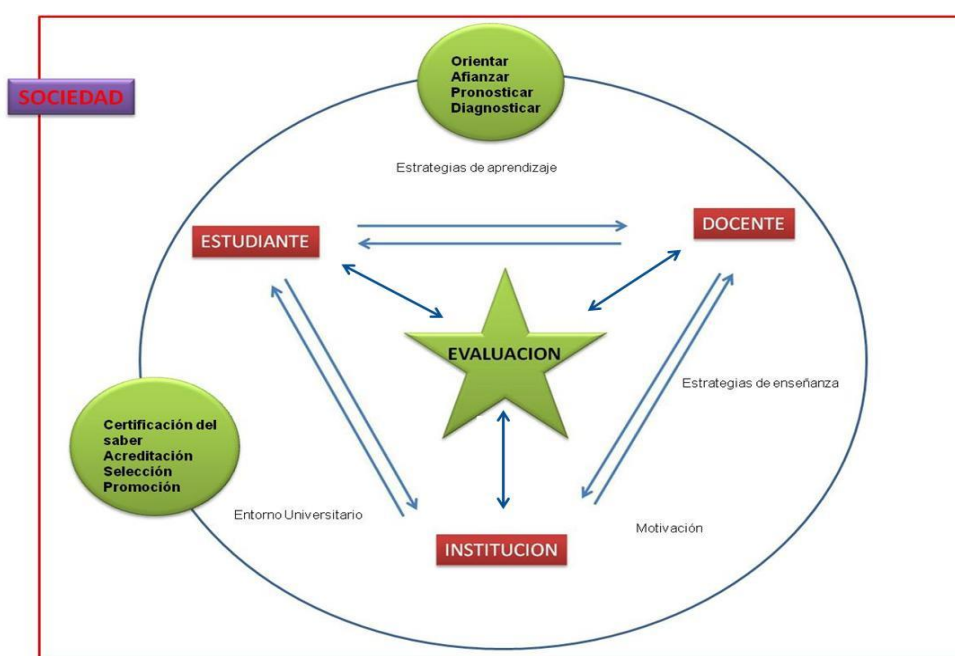 Orientar
Afianzar
Pronosticar
Diagnosticar
SOCIEDAD
Estrategias de aprendizaje
ESTUDIANTE
DOCENTE
EVALUACION
Estrategias de enseñanza
Certificación del
saber
Acreditación
Selección
Promoción
Entorno Universitario
Motivación
INSTITUCION